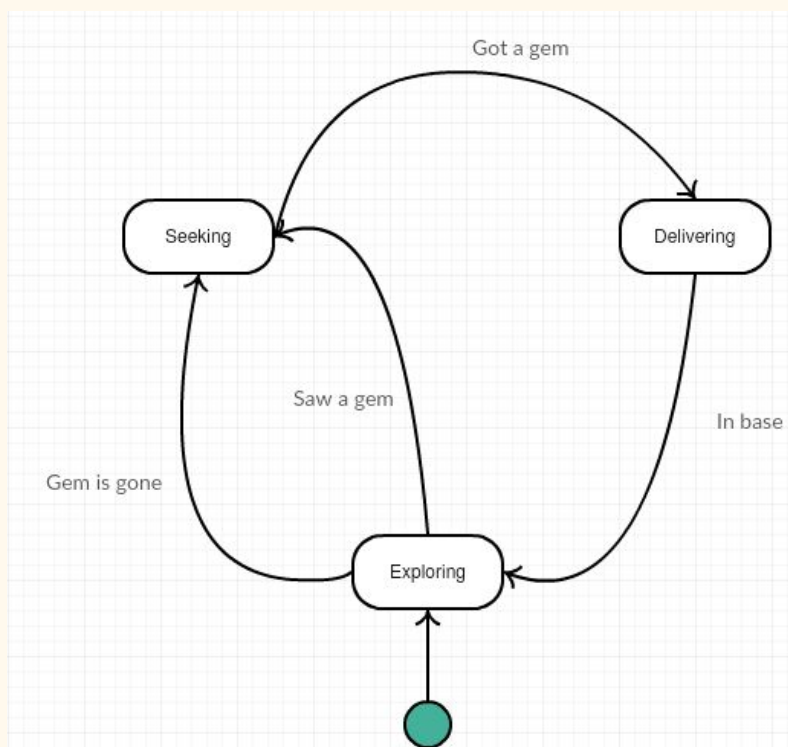 Got a gem
Seeking
Delivering
Saw a gem
In base
Gem is gone
Exploring